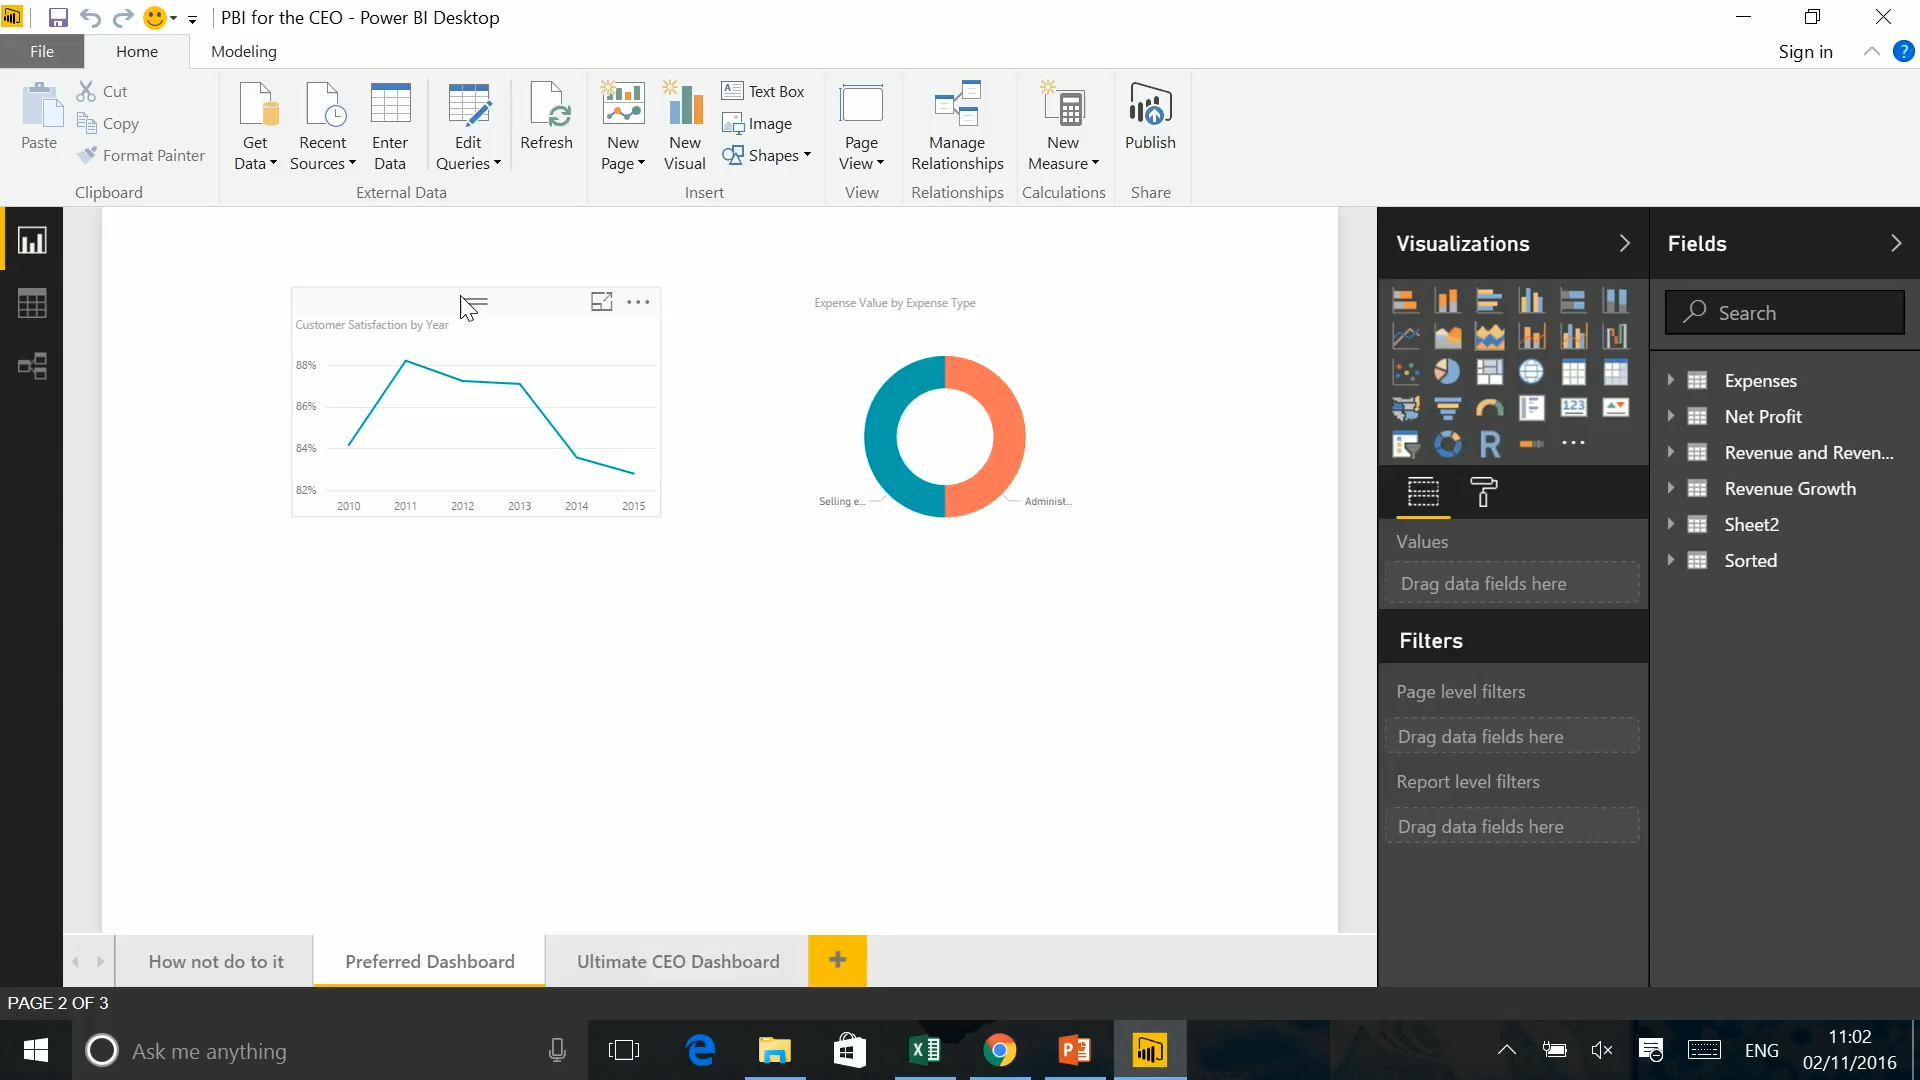 PBI for the CEO - Power BI Desktop
File
Home
Modeling
Sign in
?
Paste
Cut
Copy
Format Painter
Clipboard
Get Data
Recent Sources
Enter Data
Edit Queries
Refresh
External Data
New Page
New Visual
Text Box
Image
Shapes
Insert
Page View
View
Manage Relationships
Relationships
New Measure
Calculations
Publish
Share
Customer Satisfaction by Year
88%
86%
84%
82%
2010 2011 2012 2013 2014 2015
Expense Value by Expense Type
Selling e...
Administ...
Visualizations
123
R
Values
Drag data fields here
Filters
Page level filters
Drag data fields here
Report level filters
Drag data fields here
Fields
Search
Expenses
Net Profit
Revenue and Reven...
Revenue Growth
Sheet2
Sorted
How not do to it
Preferred Dashboard
Ultimate CEO Dashboard
PAGE 2 OF 3
Ask me anything
ENG
11:02
02/11/2016